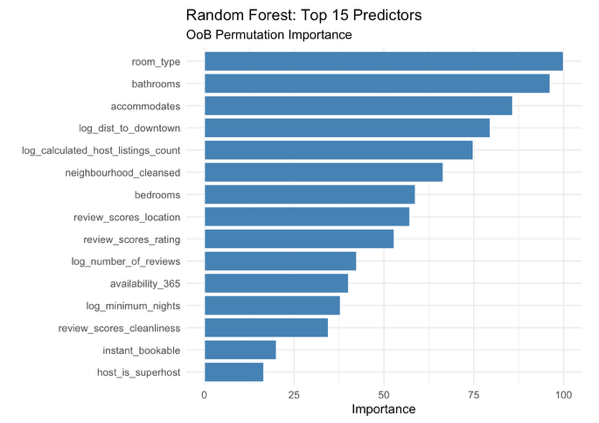 Random Forest: Top 15 Predictors
OoB Permutation Importance
room_type
bathrooms
accommodates
log_dist_to_downtown
log_calculated_host_listings_count
neighbourhood_cleansed
bedrooms
review_scores_location
review_scores_rating
log_number_of_reviews
availability_365
log_minimum_nights
review_scores_cleanliness
instant_bookable
host_is_superhost
0 25 50 75 100
Importance